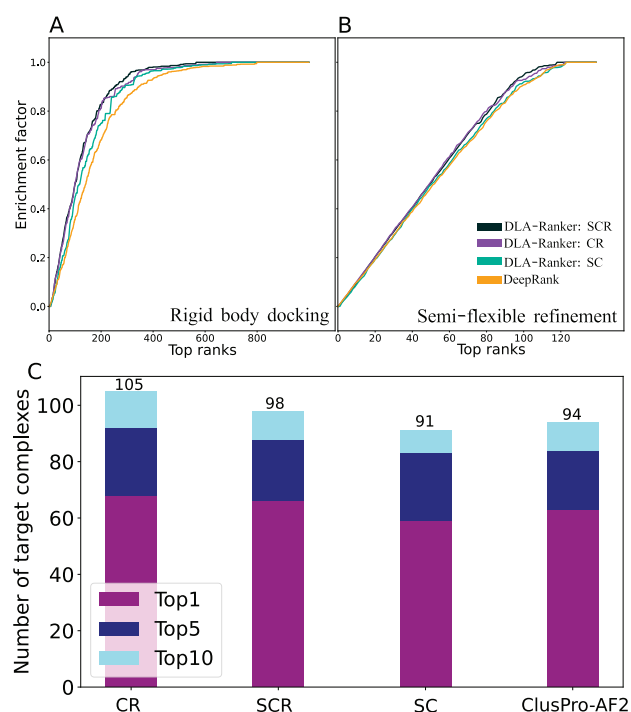 A
B
Enrichment factor
1.0
0.8
0.6
0.4
0.2
0.0
Rigid body docking
0 200 400 600 800
Top ranks
DLA-Ranker: SCR
DLA-Ranker: CR
DLA-Ranker: SC
DeepRank
Semi-flexible refinement
0 20 40 60 80 100 120
Top ranks
C
Number of target complexes
100
80
60
40
20
0
105
98
91
94
Top1
Top5
Top10
CR SCR SC ClusPro-AF2